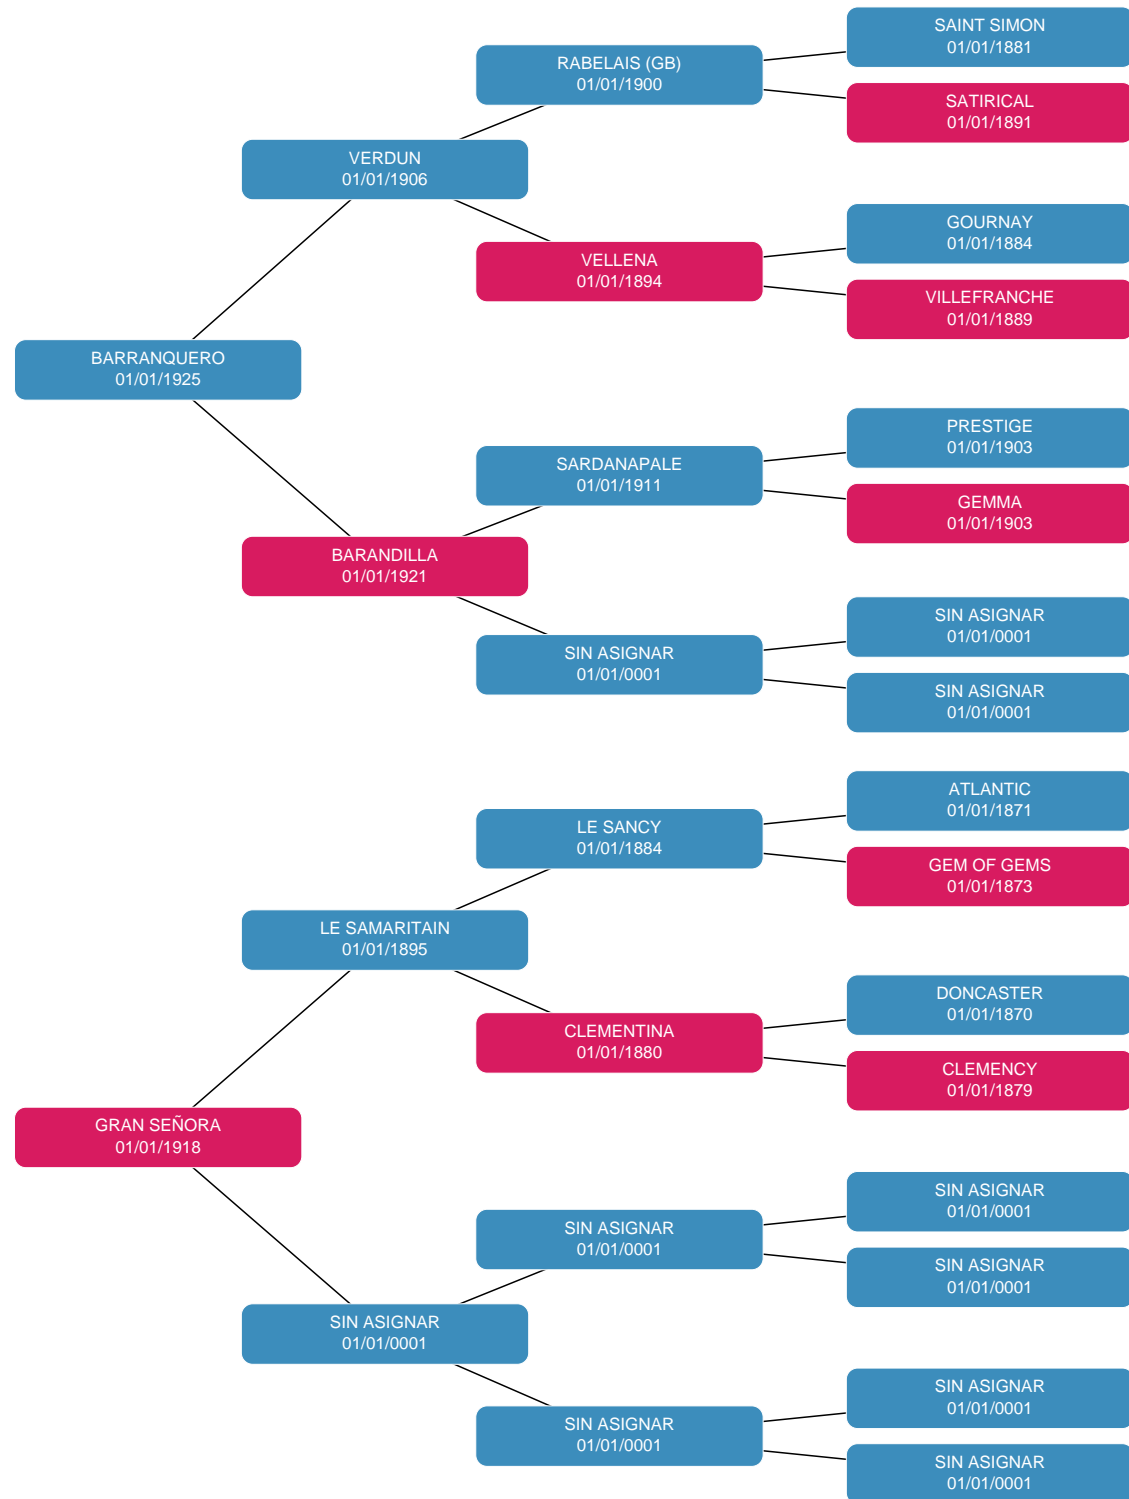 SAINT SIMON
01/01/1881
RABELAIS (GB)
01/01/1900
SATIRICAL
01/01/1891
VERDUN
01/01/1906
GOURNAY
01/01/1884
VELLENA
01/01/1894
VILLEFRANCHE
01/01/1889
BARRANQUERO
01/01/1925
PRESTIGE
01/01/1903
SARDANAPALE
01/01/1911
GEMMA
01/01/1903
BARANDILLA
01/01/1921
SIN ASIGNAR
01/01/0001
SIN ASIGNAR
01/01/0001
SIN ASIGNAR
01/01/0001
ATLANTIC
01/01/1871
LE SANCY
01/01/1884
GEM OF GEMS
01/01/1873
LE SAMARITAIN
01/01/1895
DONCASTER
01/01/1870
CLEMENTINA
01/01/1880
CLEMENCY
01/01/1879
GRAN SEÑORA
01/01/1918
SIN ASIGNAR
01/01/0001
SIN ASIGNAR
01/01/0001
SIN ASIGNAR
01/01/0001
SIN ASIGNAR
01/01/0001
SIN ASIGNAR
01/01/0001
SIN ASIGNAR
01/01/0001
SIN ASIGNAR
01/01/0001